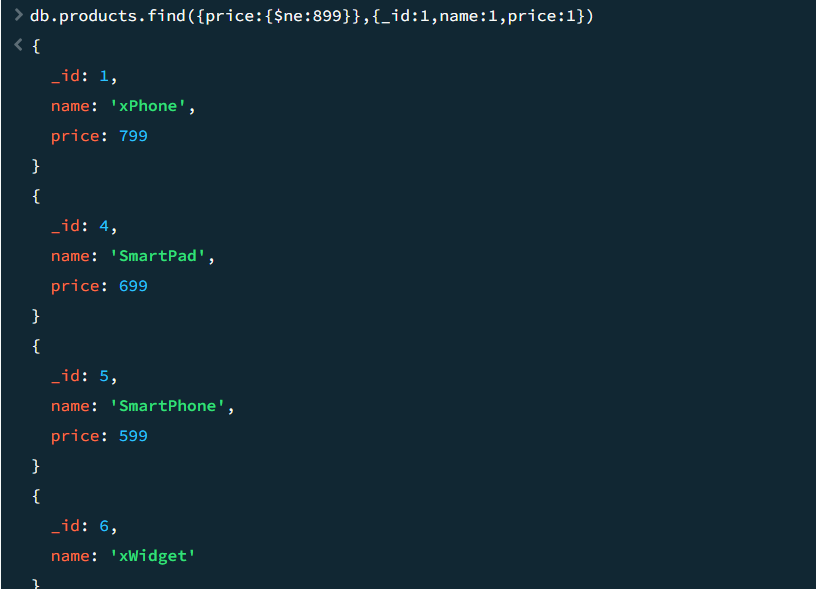 > db.products.find({price:{$ne:899}},{_id:1,name:1,price:1})
< {
_id: 1,
name: 'xPhone',
price: 799
}
{
_id: 4,
name: 'SmartPad',
price: 699
}
{
_id: 5,
name: 'SmartPhone',
price: 599
}
{
_id: 6,
name: 'xWidget'
}